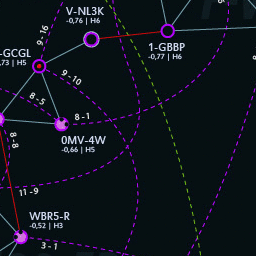 V-NL3K
-0,76 | H6
9 - 16
-GCGL
,73 | H5
1-GBBP
-0,77 | H6
9 - 10
8 - 5
8 - 1
8 - 8
0MV-4W
-0,66 | H5
11 - 9
WBR5-R
-0,52 | H3
3 - 1